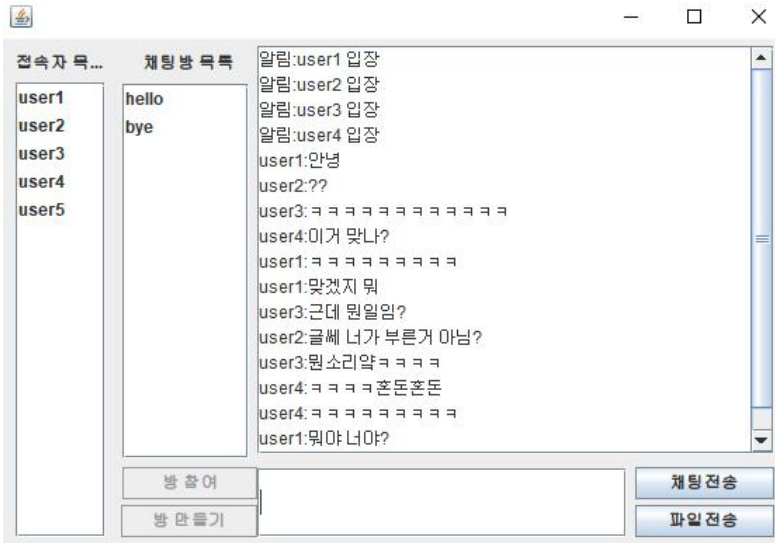 접속자 목...
user1
user2
user3
user4
user5
채팅방 목록
hello
bye
알림:user1 입장
알림:user2 입장
알림:user3 입장
알림:user4 입장
user1:안녕
user2:??
user3:ㅋㅋㅋㅋㅋㅋㅋㅋㅋㅋㅋㅋ
user4:이거 맞나?
user1:ㅋㅋㅋㅋㅋㅋㅋㅋㅋ
user1:맞겠지 뭐
user3:근데 뭔일임?
user2:글쎄 너가 부른거 아님?
user3:뭔소리얔ㅋㅋㅋㅋ
user4:ㅋㅋㅋㅋ혼돈혼돈
user4:ㅋㅋㅋㅋㅋㅋㅋㅋㅋ
user1:뭐야 너야?
방 참여
방 만들기
채팅전송
파일전송